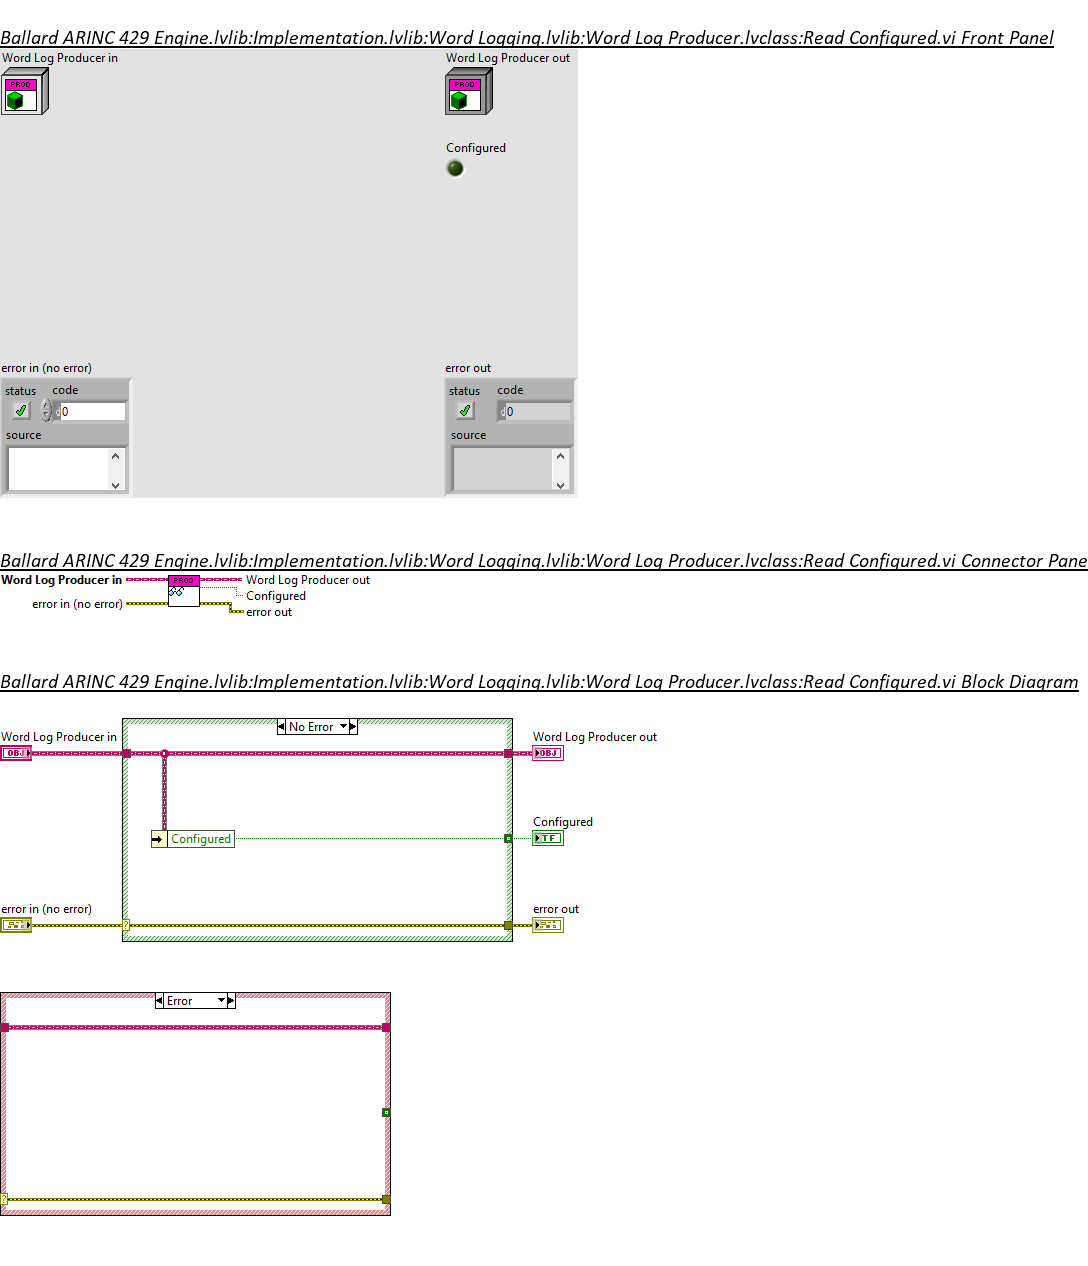 Ballard ARINC 429 Engine.lvlib:Implementation.lvlib:Word Logging.lvlib:Word Log Producer.lvclass:Read Configured.vi Front Panel
Word Log Producer in
Word Log Producer out
PROD
PROD
Configured
error in (no error)
error out
status code
status code
d 0
d 0
source
source
Ballard ARINC 429 Engine.lvlib:Implementation.lvlib:Word Logging.lvlib:Word Log Producer.lvclass:Read Configured.vi Connector Pane
Word Log Producer in
PROD
Word Log Producer out
Configured
error in (no error)
error out
Ballard ARINC 429 Engine.lvlib:Implementation.lvlib:Word Logging.lvlib:Word Log Producer.lvclass:Read Configured.vi Block Diagram
No Error
Word Log Producer in
Word Log Producer out
OBJ
OBJ
Configured
Configured
TF
error in (no error)
error out
?
Error
?